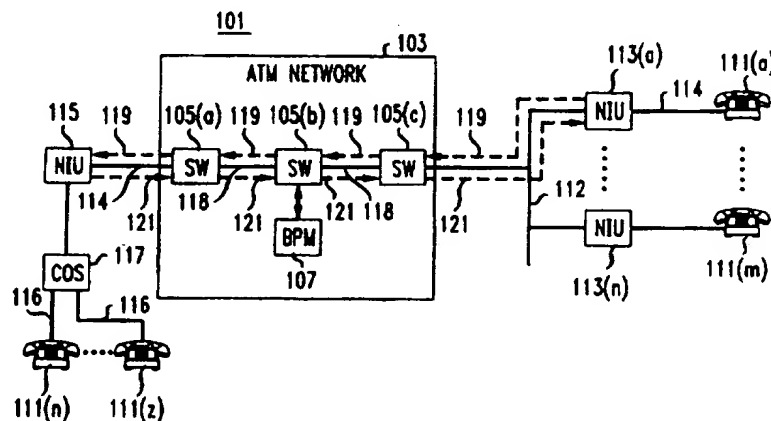 101
103
ATM NETWORK
113(a)
111(a)
115
119
105(a)
119
105(b)
119
105(c)
119
NIU
114
NIU
SW
SW
SW
114
118
118
121
121
121
121
112
BPM
107
117
COS
NIU
113(n)
111(m)
116
116
111(n)
111(z)